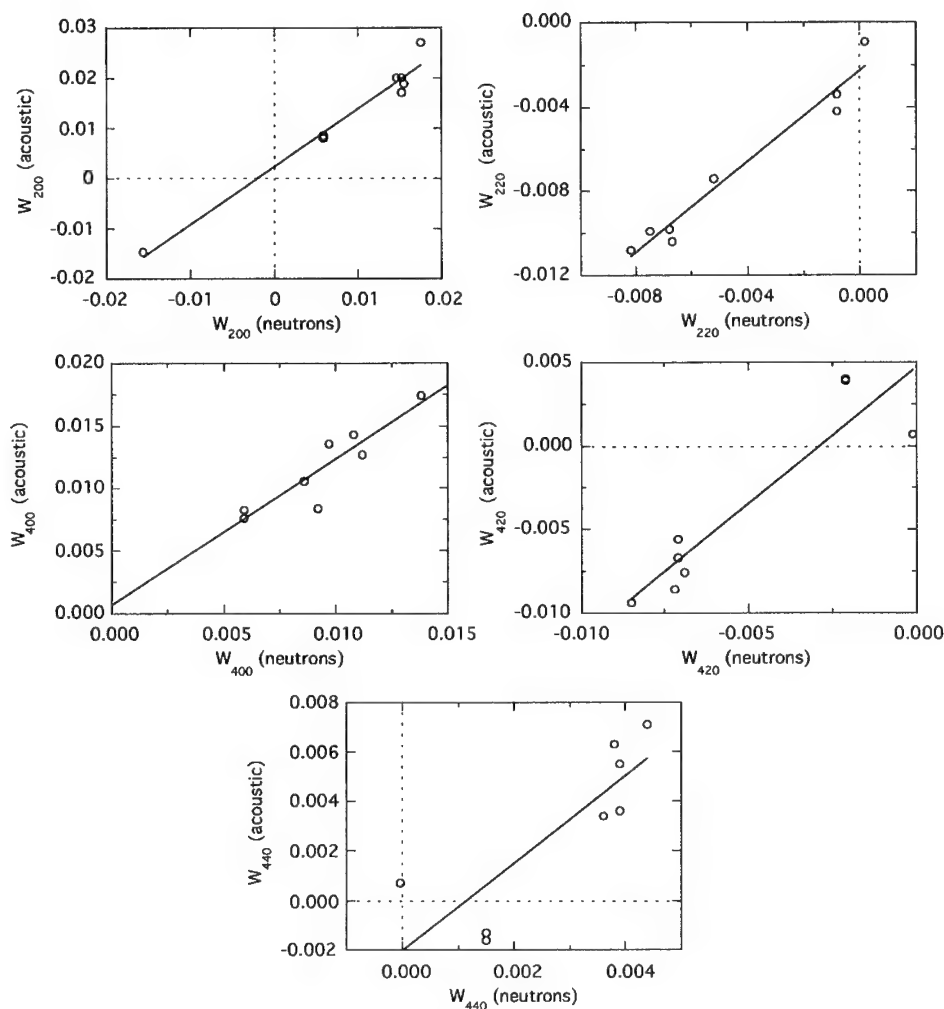 0.03
0.02
0.01
0
-0.01
-0.02
W200 (acoustic)
-0.02 -0.01 0 0.01 0.02
W200 (neutrons)
0.000
-0.004
-0.008
-0.012
W220 (acoustic)
-0.008 -0.004 0.000
W220 (neutrons)
0.020
0.015
0.010
0.005
0.000
W400 (acoustic)
0.000 0.005 0.010 0.015
W400 (neutrons)
0.005
0.000
-0.005
-0.010
W420 (acoustic)
-0.010 -0.005 0.000
W420 (neutrons)
0.008
0.006
0.004
0.002
0.000
-0.002
W440 (acoustic)
0.000 0.002 0.004
W440 (neutrons)